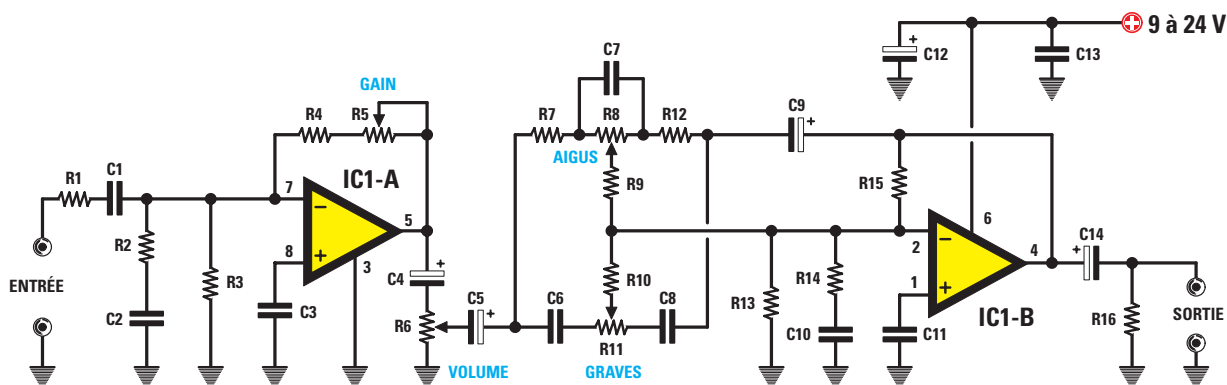 9 à 24 V
+
C12
C13
C7
GAIN
R4
R5
R7
R8
R12
C9
+
AIGUS
R1
C1
IC1-A
R9
R15
7
−
5
6
R2
8
+
3
C4
+
2
−
4
C14
+
ENTRÉE
R3
R10
R14
1
+
C2
C3
R6
C5
+
C6
C8
R13
R16
SORTIE
R11
C10
C11
IC1-B
VOLUME
GRAVES